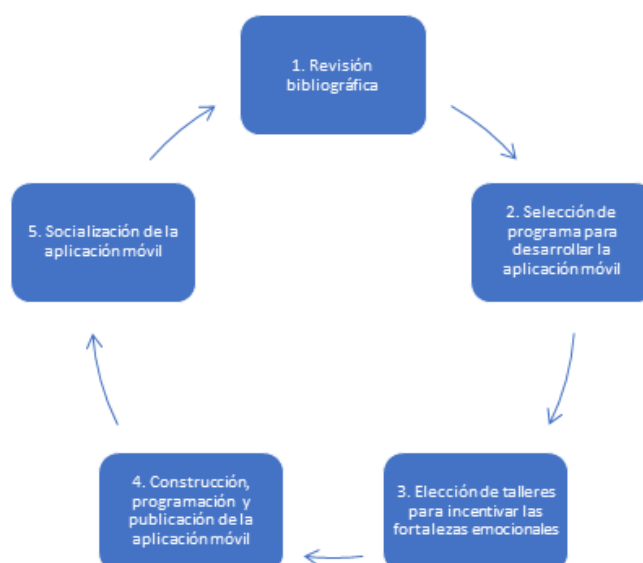 1. Revisión
bibliográfica
2. Selección de
programa para
desarrollar la
aplicación móvil
3. Elección de talleres
para incentivar las
fortalezas emocionales
4. Construcción,
programación y
publicación de la
aplicación móvil
5. Socialización de la
aplicación móvil